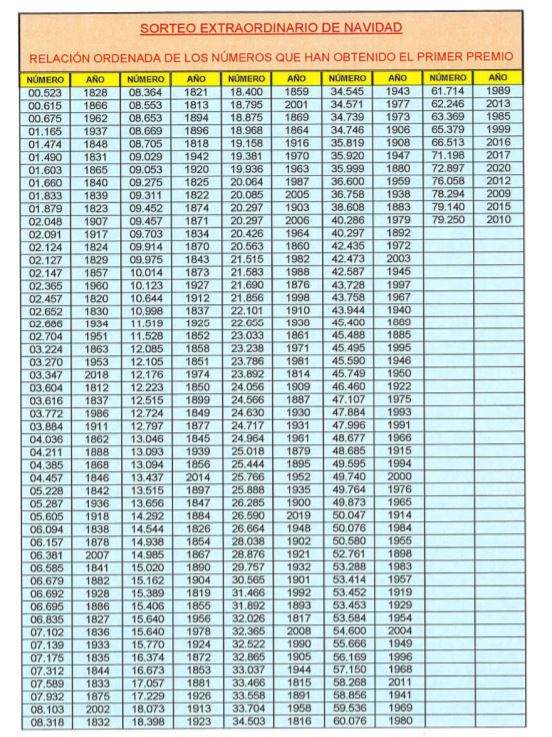 SORTEO EXTRAORDINARIO DE NAVIDAD
RELACIÓN ORDENADA DE LOS NÚMEROS QUE HAN OBTENIDO EL PRIMER PREMIO
NÚMERO AÑO NÚMERO AÑO NÚMERO AÑO NÚMERO AÑO NÚMERO AÑO
00.523 1828 08.364 1821 18.400 1859 34.545 1943 61.714 1989
00.615 1866 08.553 1813 18.795 2001 34.571 1977 62.246 2013
00.675 1962 08.653 1894 18.875 1869 34.739 1973 63.369 1985
01.165 1937 08.669 1896 18.968 1864 34.746 1906 65.379 1999
01.474 1848 08.705 1818 19.158 1916 35.819 1908 66.513 2016
01.490 1831 09.029 1942 19.381 1970 35.920 1947 71.198 2017
01.603 1865 09.053 1920 19.936 1963 35.999 1880 72.897 2020
01.660 1840 09.275 1825 20.064 1987 36.600 1959 76.058 2012
01.833 1839 09.311 1822 20.085 2005 36.758 1938 78.294 2009
01.879 1823 09.452 1874 20.297 1903 38.608 1883 79.140 2015
02.048 1907 09.457 1871 20.297 2006 40.286 1979 79.250 2010
02.091 1917 09.703 1834 20.426 1964 40.297 1892
02.124 1824 09.914 1870 20.563 1860 42.435 1972
02.127 1829 09.975 1843 21.515 1982 42.473 2003
02.147 1857 10.014 1873 21.583 1988 42.587 1945
02.365 1960 10.123 1927 21.690 1876 43.728 1997
02.457 1820 10.644 1912 21.856 1998 43.758 1967
02.652 1830 10.998 1837 22.101 1910 43.944 1940
02.686 1934 11.519 1925 22.655 1938 45.400 1889
02.704 1951 11.528 1852 23.033 1861 45.488 1885
03.224 1863 12.085 1858 23.238 1971 45.495 1995
03.270 1953 12.105 1851 23.786 1981 45.590 1946
03.347 2018 12.176 1974 23.892 1814 45.749 1950
03.604 1812 12.223 1850 24.056 1909 46.460 1922
03.616 1837 12.515 1899 24.566 1887 47.107 1975
03.772 1986 12.724 1849 24.630 1930 47.884 1993
03.884 1911 12.797 1877 24.717 1931 47.996 1991
04.036 1862 13.046 1845 24.964 1961 48.677 1966
04.211 1888 13.093 1939 25.018 1879 48.685 1915
04.385 1868 13.094 1856 25.444 1895 49.595 1994
04.457 1846 13.437 2014 25.766 1952 49.740 2000
05.228 1842 13.515 1897 25.888 1935 49.764 1976
05.287 1936 13.656 1847 26.285 1900 49.873 1965
05.605 1918 14.292 1884 26.590 2019 50.047 1914
06.094 1838 14.544 1826 26.664 1948 50.076 1984
06.157 1878 14.938 1854 28.038 1902 50.580 1955
06.381 2007 14.985 1867 28.876 1921 52.761 1898
06.585 1841 15.020 1890 29.757 1932 53.288 1983
06.679 1882 15.162 1904 30.565 1901 53.414 1957
06.692 1928 15.389 1819 31.466 1992 53.452 1919
06.695 1886 15.406 1855 31.892 1893 53.453 1929
06.835 1827 15.640 1956 32.026 1817 53.584 1954
07.102 1836 15.640 1978 32.365 2008 54.600 2004
07.139 1933 15.770 1924 32.522 1990 55.666 1949
07.175 1835 16.374 1872 32.865 1905 56,169 1996
07.312 1844 16.673 1853 33.037 1944 57.150 1968
07.589 1833 17.057 1881 33.466 1815 58.268 2011
07.932 1875 17.229 1926 33.558 1891 58.856 1941
08.103 2002 18.073 1913 33.704 1958 59.536 1969
08.318 1832 18.398 1923 34.503 1816 60.076 1980